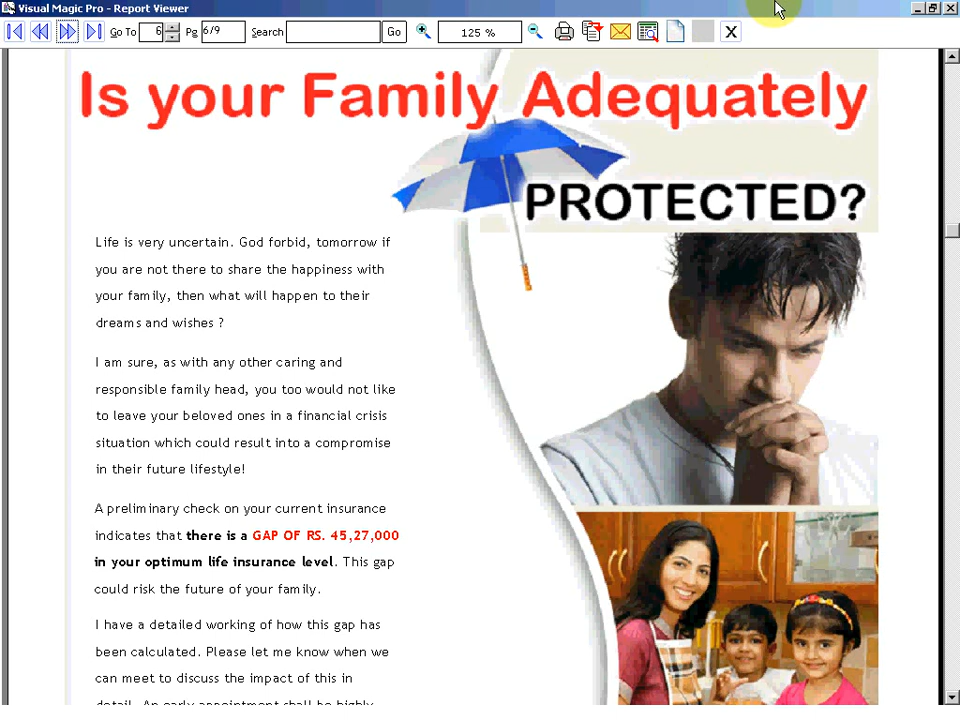 Visual Magic Pro - Report Viewer
Go To 6 Pg 6/9 Search Go 125 % X
Is your Family Adequately
PROTECTED?
Life is very uncertain. God forbid, tomorrow if
you are not there to share the happiness with
your family, then what will happen to their
dreams and wishes ?
I am sure, as with any other caring and
responsible family head, you too would not like
to leave your beloved ones in a financial crisis
situation which could result into a compromise
in their future lifestyle!
A preliminary check on your current insurance
indicates that there is a GAP OF RS. 45,27,000
in your optimum life insurance level. This gap
could risk the future of your family.
I have a detailed working of how this gap has
been calculated. Please let me know when we
can meet to discuss the impact of this in
detail. An early appointment shall be highly